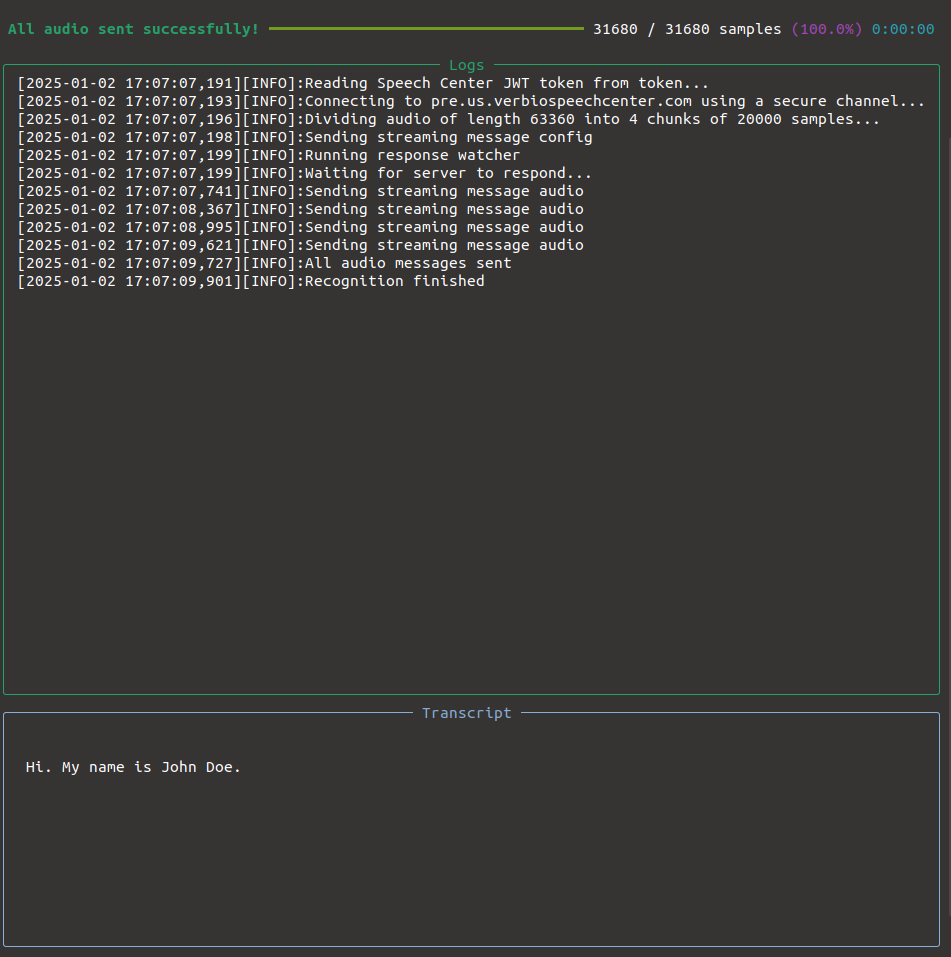 All audio sent successfully! 31680 / 31680 samples (100.0%) 0:00:00
Logs
[2025-01-02 17:07:07,191][INFO]:Reading Speech Center JWT token from token...
[2025-01-02 17:07:07,193][INFO]:Connecting to pre.us.verbiospeechcenter.com using a secure channel...
[2025-01-02 17:07:07,196][INFO]:Dividing audio of length 63360 into 4 chunks of 20000 samples...
[2025-01-02 17:07:07,198][INFO]:Sending streaming message config
[2025-01-02 17:07:07,199][INFO]:Running response watcher
[2025-01-02 17:07:07,199][INFO]:Waiting for server to respond...
[2025-01-02 17:07:07,741][INFO]:Sending streaming message audio
[2025-01-02 17:07:08,367][INFO]:Sending streaming message audio
[2025-01-02 17:07:08,995][INFO]:Sending streaming message audio
[2025-01-02 17:07:09,621][INFO]:Sending streaming message audio
[2025-01-02 17:07:09,727][INFO]:All audio messages sent
[2025-01-02 17:07:09,901][INFO]:Recognition finished
Transcript
Hi. My name is John Doe.